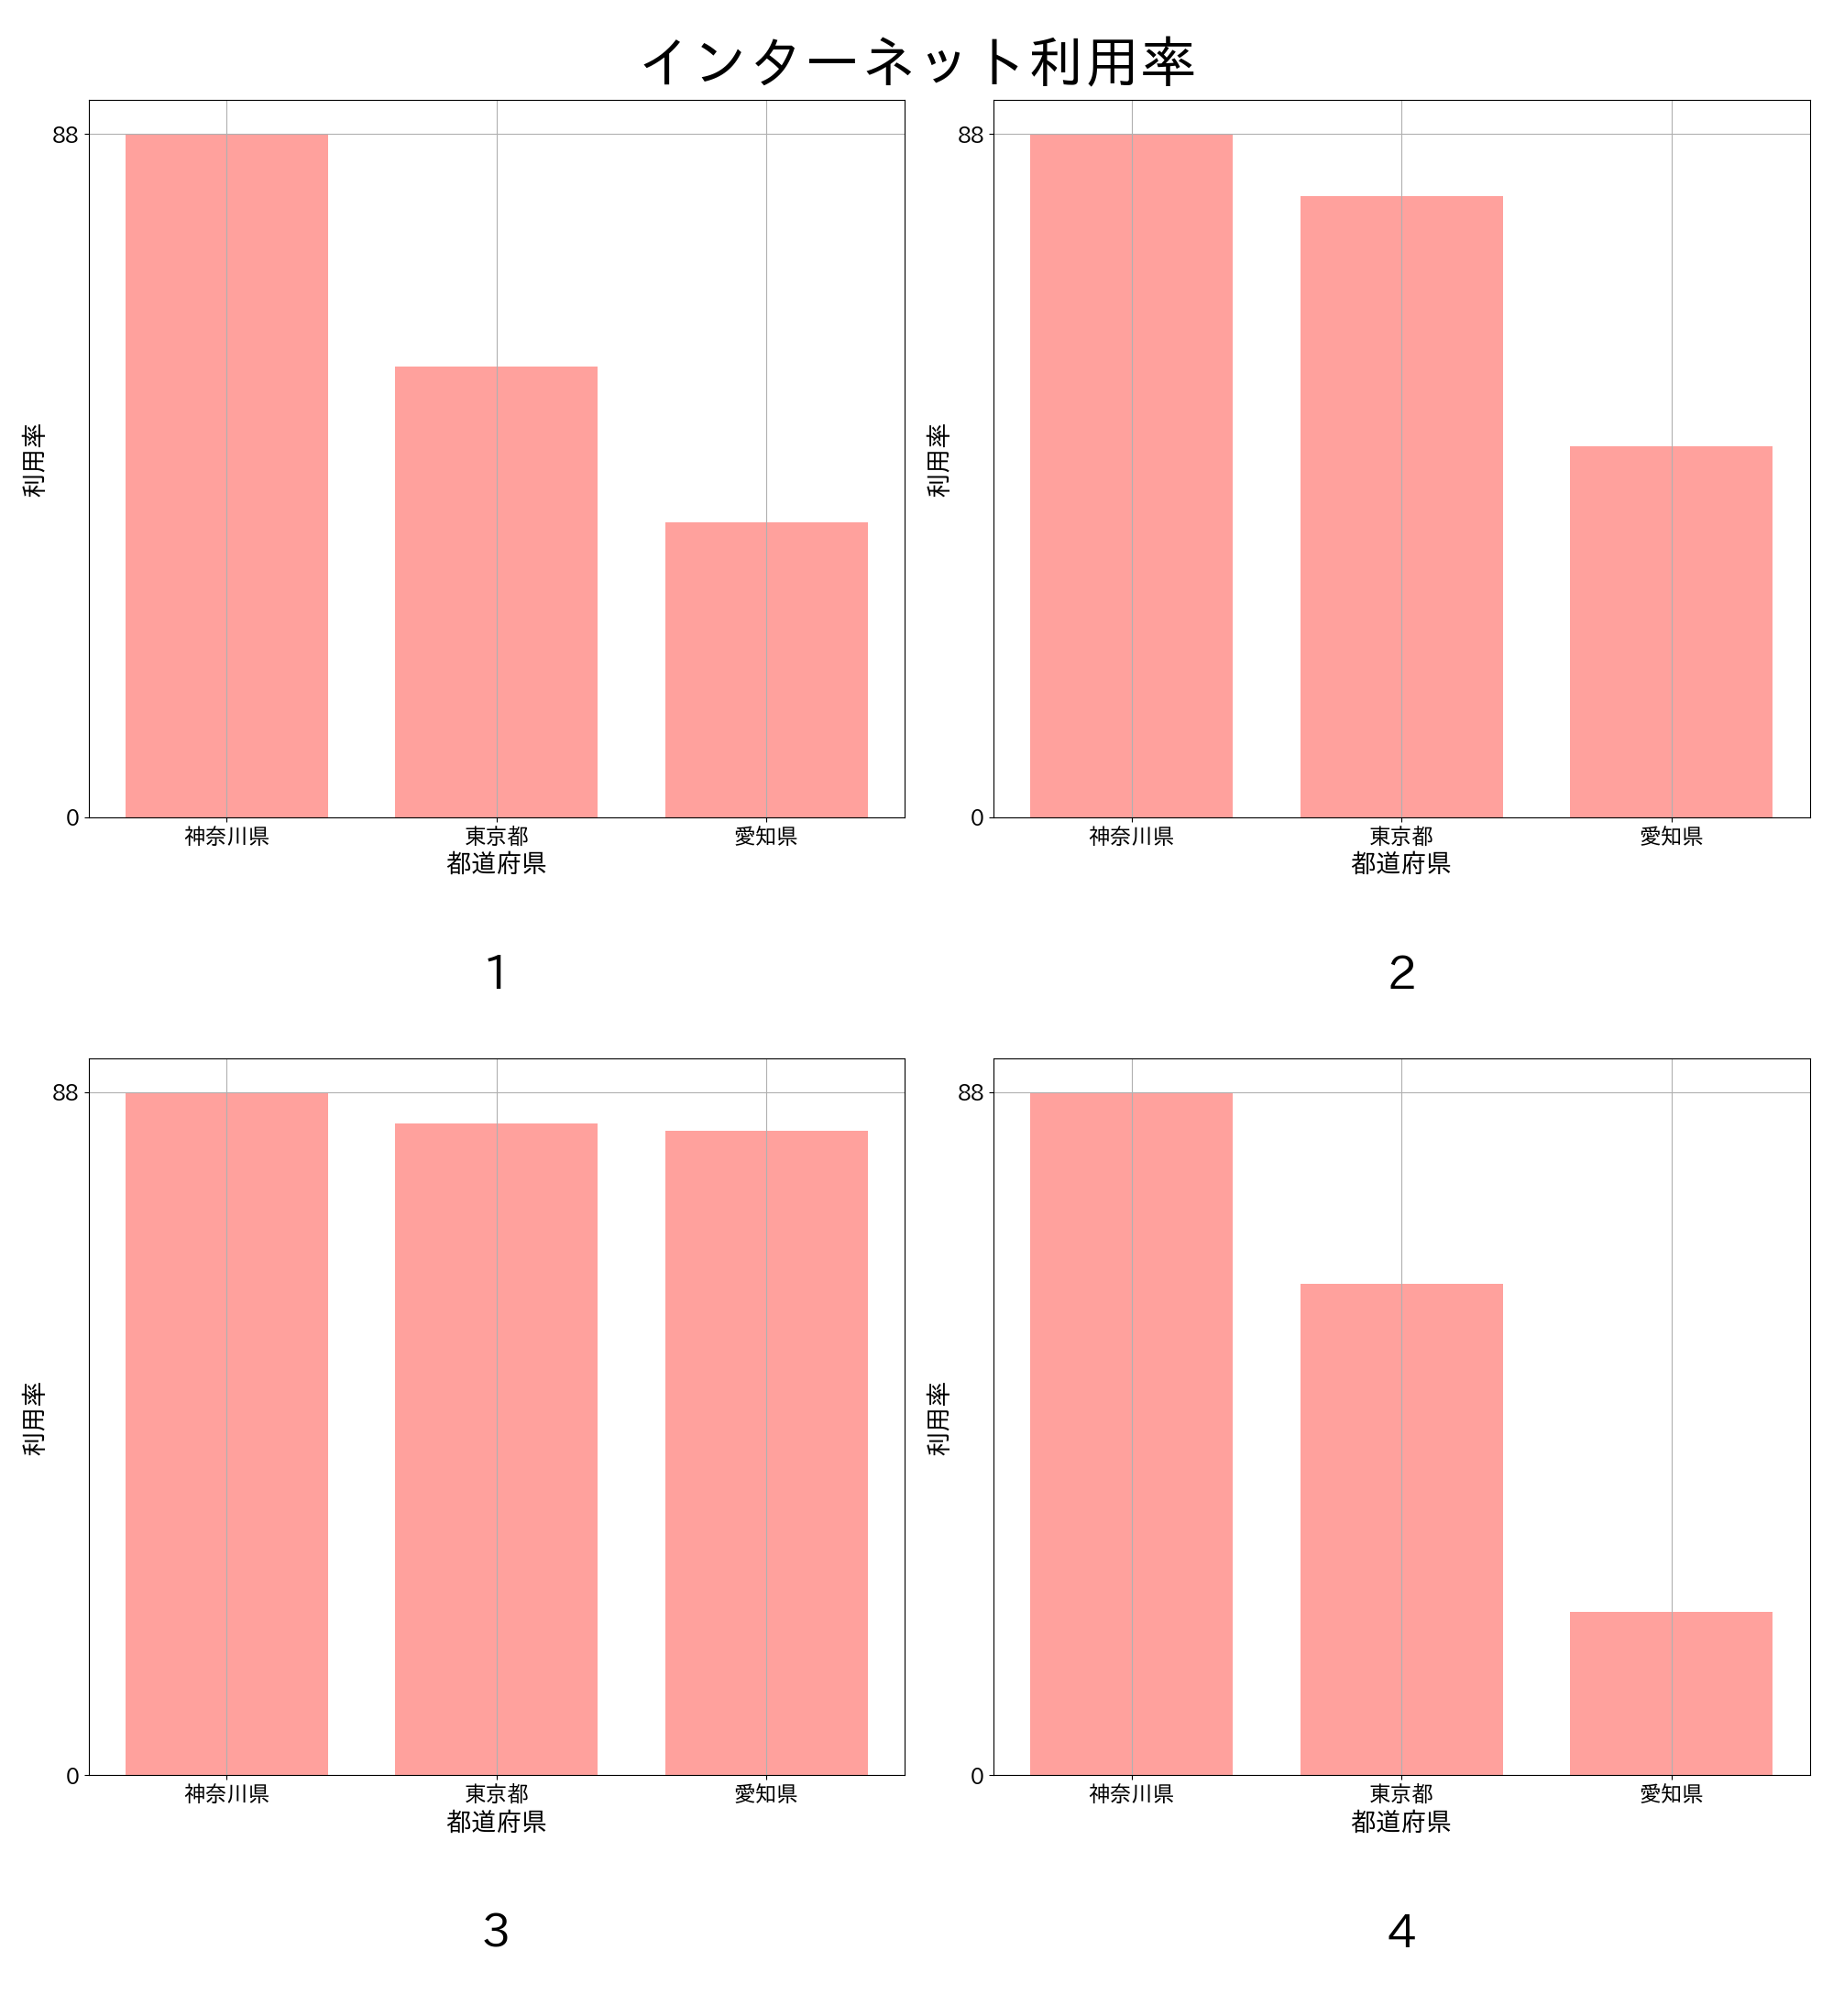 インターネット利用率
88
0
利用率
神奈川県 東京都 愛知県
都道府県
1
88
0
利用率
神奈川県 東京都 愛知県
都道府県
2
88
0
利用率
神奈川県 東京都 愛知県
都道府県
3
88
0
利用率
神奈川県 東京都 愛知県
都道府県
4